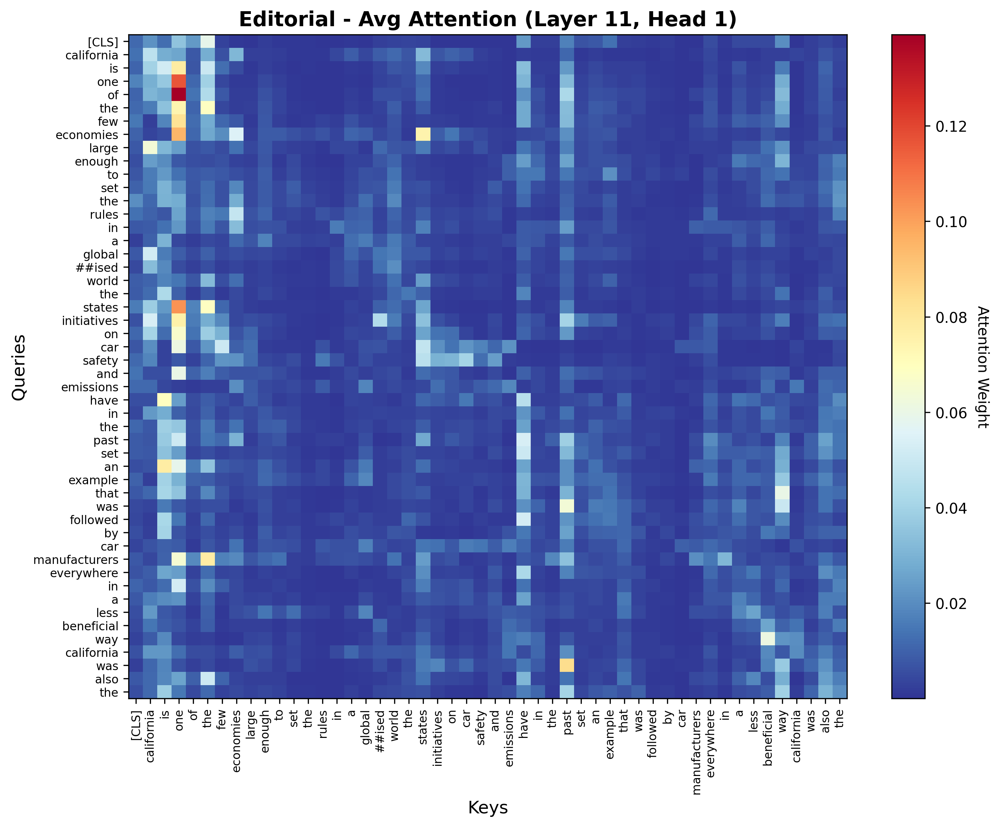 Editorial - Avg Attention (Layer 11, Head 1)
Queries
[CLS]
california
is
one
of
the
few
economies
large
enough
to
set
the
rules
in
a
global
##ised
world
the
states
initiatives
on
car
safety
and
emissions
have
in
the
past
set
an
example
that
was
followed
by
car
manufacturers
everywhere
in
a
less
beneficial
way
california
was
also
the
[CLS]
california
is
one
of
the
few
economies
large
enough
to
set
the
rules
in
a
global
##ised
world
the
states
initiatives
on
car
safety
and
emissions
have
in
the
past
set
an
example
that
was
followed
by
car
manufacturers
everywhere
in
a
less
beneficial
way
california
was
also
the
Keys
0.12
0.10
0.08
0.06
0.04
0.02
Attention Weight